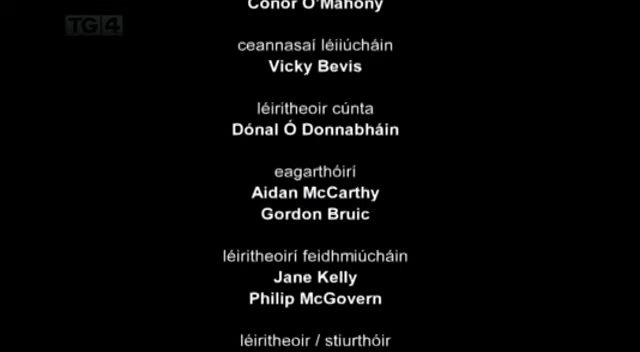 Conor O'Mahony
TG4
ceannasaí léiiúcháin
Vicky Bevis
léiritheoir cúnta
Dónal Ó Donnabháin
eagarthóirí
Aidan McCarthy
Gordon Bruic
léiritheoirí feidhmiúcháin
Jane Kelly
Philip McGovern
léiritheoir / stiurthóir